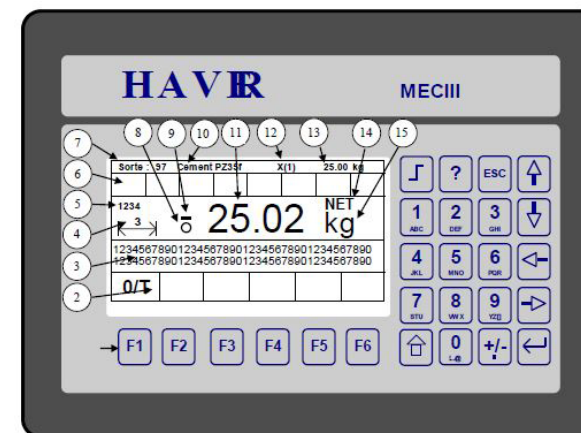 HAVER
MECIII
8 9 10 11 12 13 14 15
7
Sorte : 97 Cement PZ35f X(1) 25.00 kg
6
5
1234
NET
4
3
25.02 kg
3
1234567890123456789012345678901234567890
1234567890123456789012345678901234567890
2
0/T
F1 F2 F3 F4 F5 F6
? ESC
1 2 3
ABC DEF GHI
4 5 6
JKL MNO PQR
7 8 9
STU VWX YZ[]
0 +/-